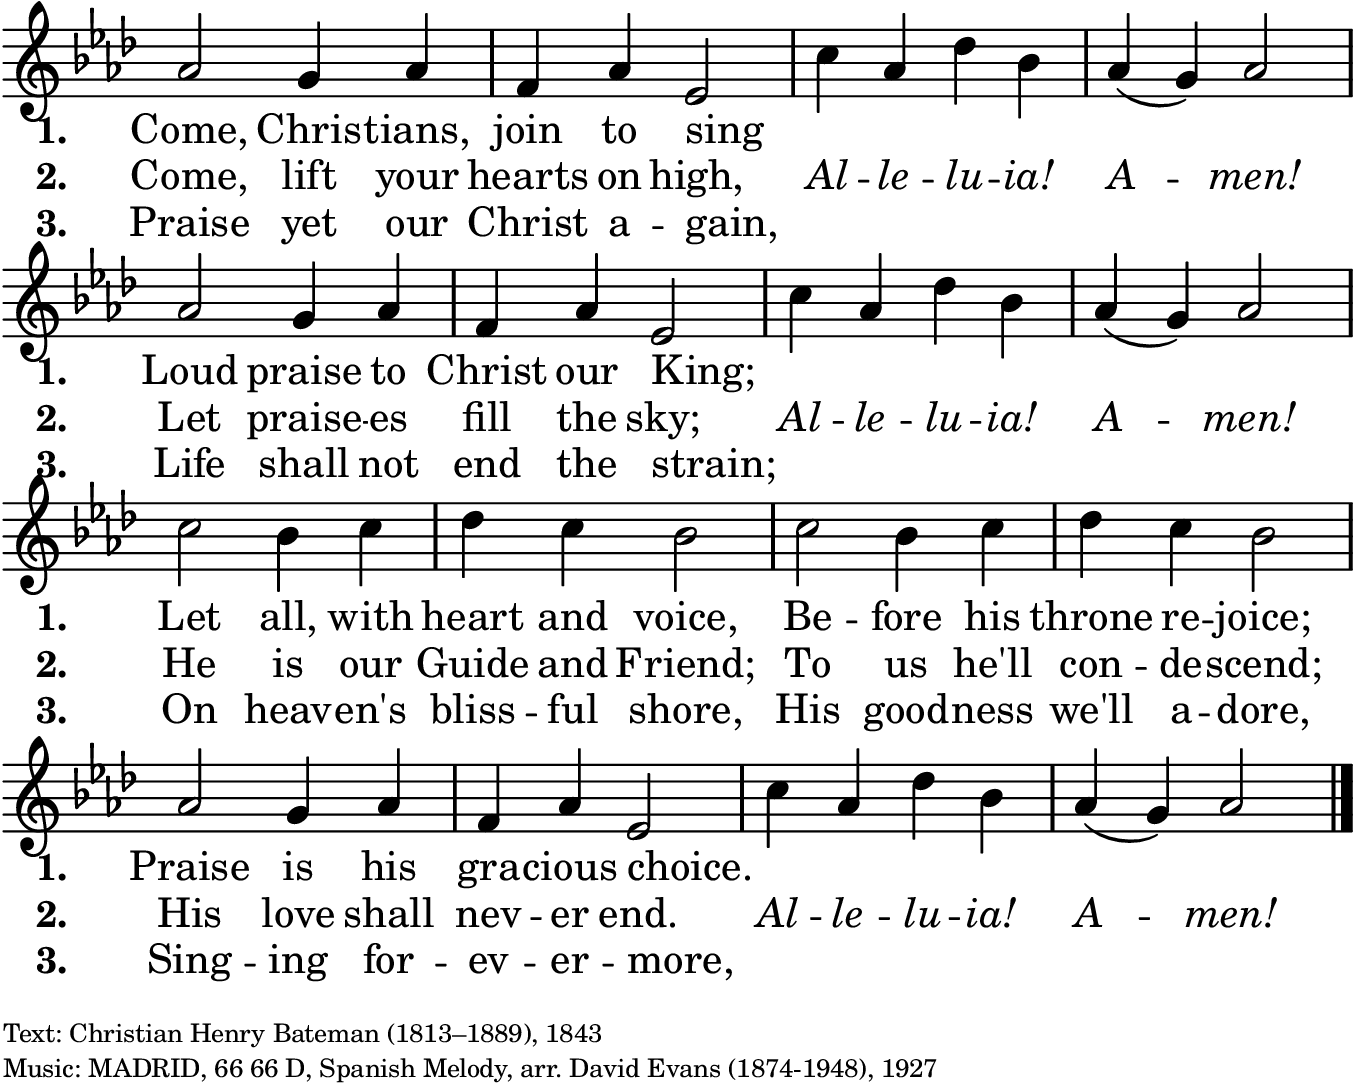 1. Come, Christians, join to sing
2. Come, lift your hearts on high, Al - le - lu - ia! A - men!
3. Praise yet our Christ a - gain,
1. Loud praise to Christ our King;
2. Let praise - es fill the sky; Al - le - lu - ia! A - men!
3. Life shall not end the strain;
1. Let all, with heart and voice, Be - fore his throne re - joice;
2. He is our Guide and Friend; To us he'll con - descend;
3. On heaven's bliss - ful shore, His goodness we'll a - dore,
1. Praise is his gracious choice.
2. His love shall nev - er end. Al - le - lu - ia! A - men!
3. Sing - ing for - ev - er - more,
Text: Christian Henry Bateman (1813–1889), 1843
Music: MADRID, 66 66 D, Spanish Melody, arr. David Evans (1874-1948), 1927